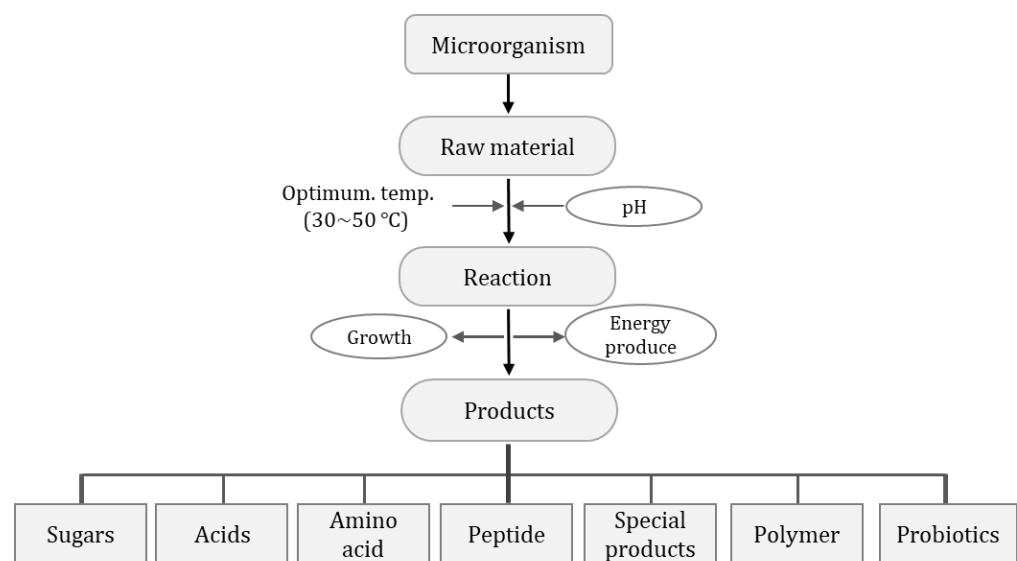 Microorganism
Raw material
Optimum. temp.
(30~50 ℃)
pH
Reaction
Growth
Energy
produce
Products
Sugars
Acids
Amino
acid
Peptide
Special
products
Polymer
Probiotics